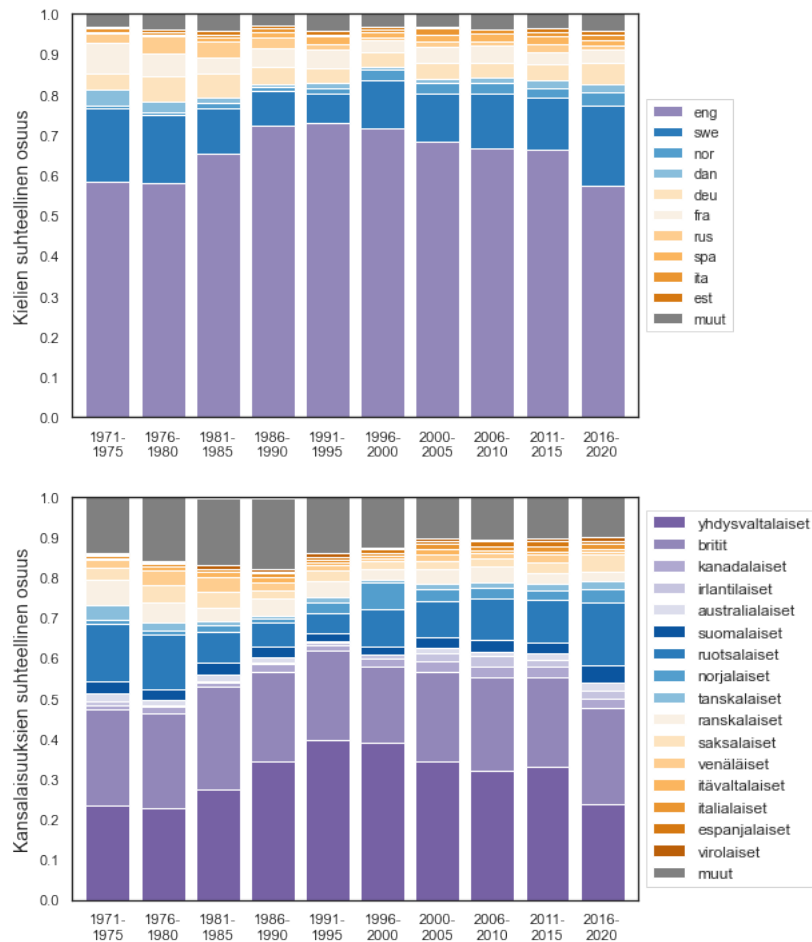 Kielien suhteellinen osuus
1.0
0.9
0.8
0.7
0.6
0.5
0.4
0.3
0.2
0.1
0.0
1971-
1975
1976-
1980
1981-
1985
1986-
1990
1991-
1995
1996-
2000
2000-
2005
2006-
2010
2011-
2015
2016-
2020
eng
swe
nor
dan
deu
fra
rus
spa
ita
est
muut
Kansalaisuuksien suhteellinen osuus
1.0
0.9
0.8
0.7
0.6
0.5
0.4
0.3
0.2
0.1
0.0
1971-
1975
1976-
1980
1981-
1985
1986-
1990
1991-
1995
1996-
2000
2000-
2005
2006-
2010
2011-
2015
2016-
2020
yhdysvaltalaiset
britit
kanadalaiset
irlantilaiset
australialaiset
suomalaiset
ruotsalaiset
norjalaiset
tanskalaiset
ranskalaiset
saksalaiset
venäläiset
itävaltalaiset
italialaiset
espanjalaiset
virolaiset
muut